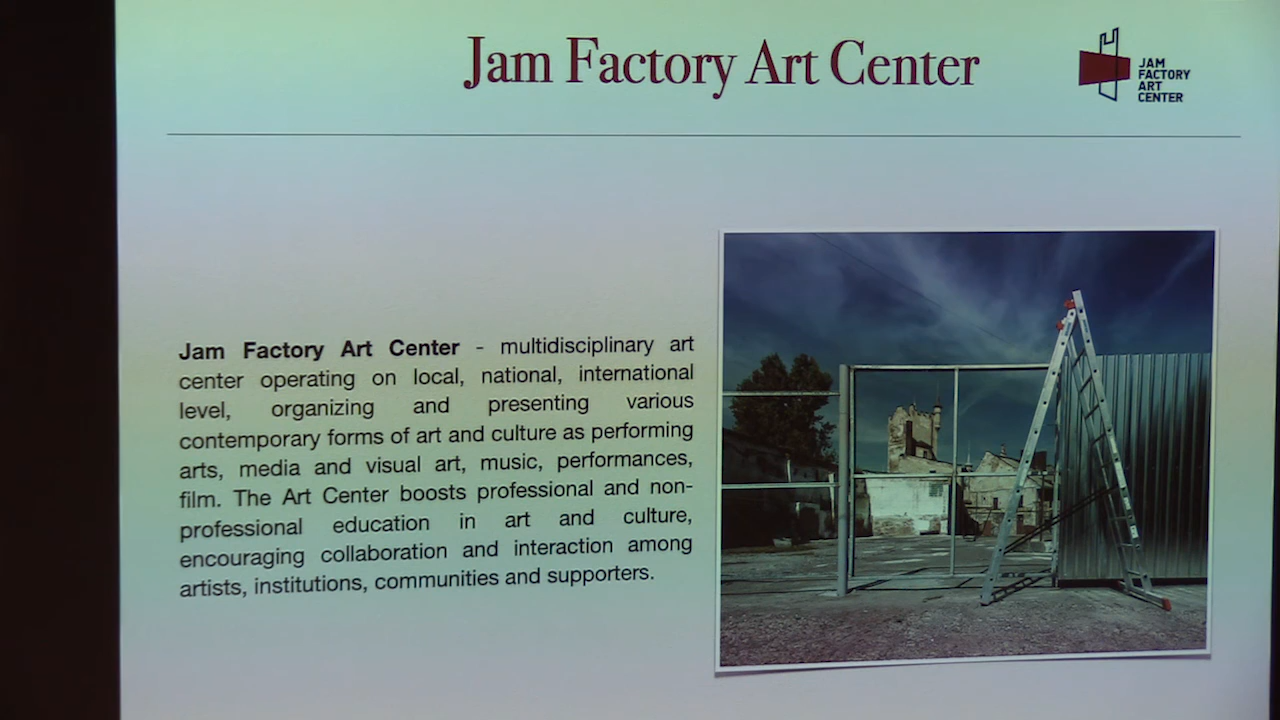 Jam Factory Art Center
JAM
FACTORY
ART
CENTER
Jam Factory Art Center - multidisciplinary art
center operating on local, national, international
level, organizing and presenting various
contemporary forms of art and culture as performing
arts, media and visual art, music, performances,
film. The Art Center boosts professional and non-
professional education in art and culture,
encouraging collaboration and interaction among
artists, institutions, communities and supporters.